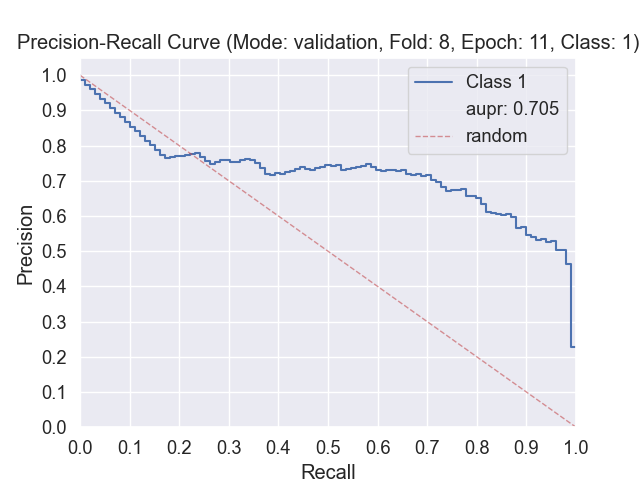 Precision-Recall Curve (Mode: validation, Fold: 8, Epoch: 11, Class: 1)
Class 1
aupr: 0.705
random
Precision
1.0
0.9
0.8
0.7
0.6
0.5
0.4
0.3
0.2
0.1
0.0
0.0 0.1 0.2 0.3 0.4 0.5 0.6 0.7 0.8 0.9 1.0
Recall